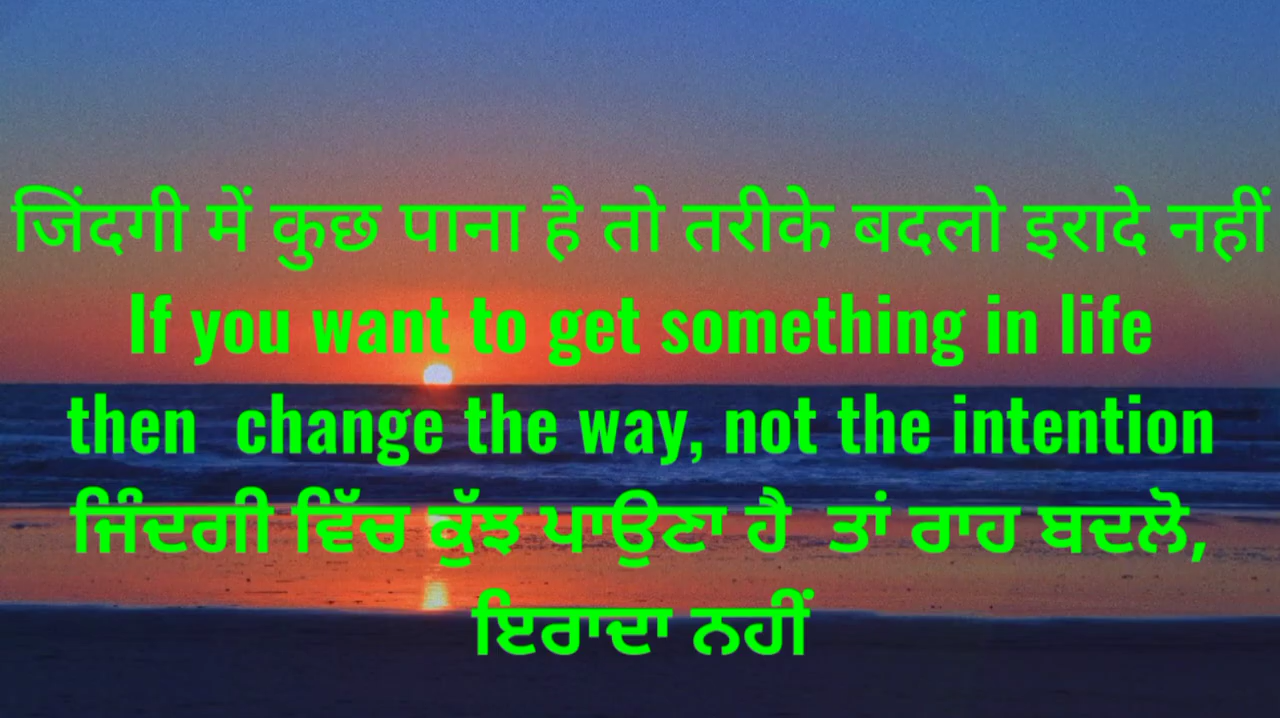 जिंदगी में कुछ पाना है तो तरीके बदलो इरादे नहीं
If you want to get something in life
then  change the way, not the intention
ਜਿੰਦਗੀ ਵਿੱਚ ਕੁੱਝ ਪਾਉਣਾ ਹੈ  ਤਾਂ ਰਾਹ ਬਦਲੋ,
ਇਰਾਦਾ ਨਹੀਂ